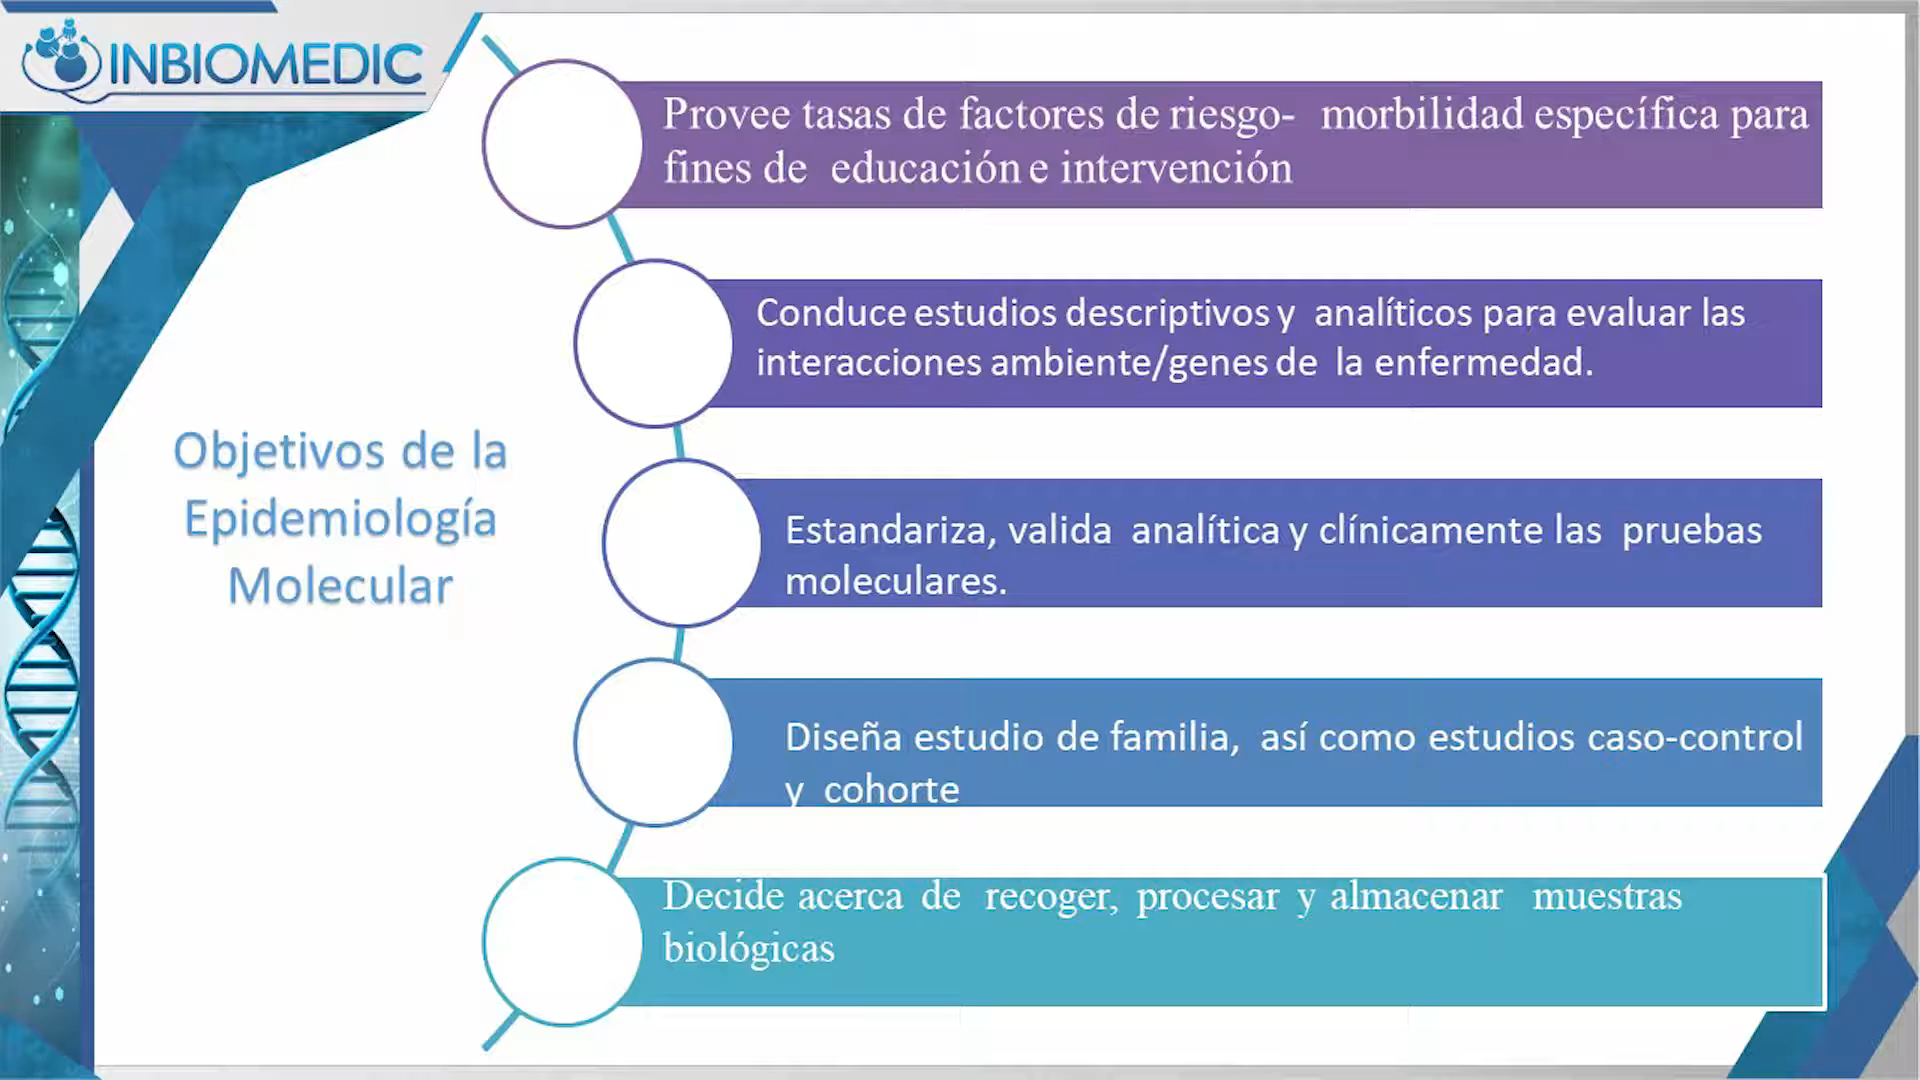 INBIOMEDIC
Provee tasas de factores de riesgo- morbilidad específica para
fines de educación e intervención
Conduce estudios descriptivos y analíticos para evaluar las
interacciones ambiente/genes de la enfermedad.
Objetivos de la
Epidemiología
Molecular
Estandariza, valida analítica y clínicamente las pruebas
moleculares.
Diseña estudio de familia, así como estudios caso-control
y cohorte
Decide acerca de recoger, procesar y almacenar muestras
biológicas